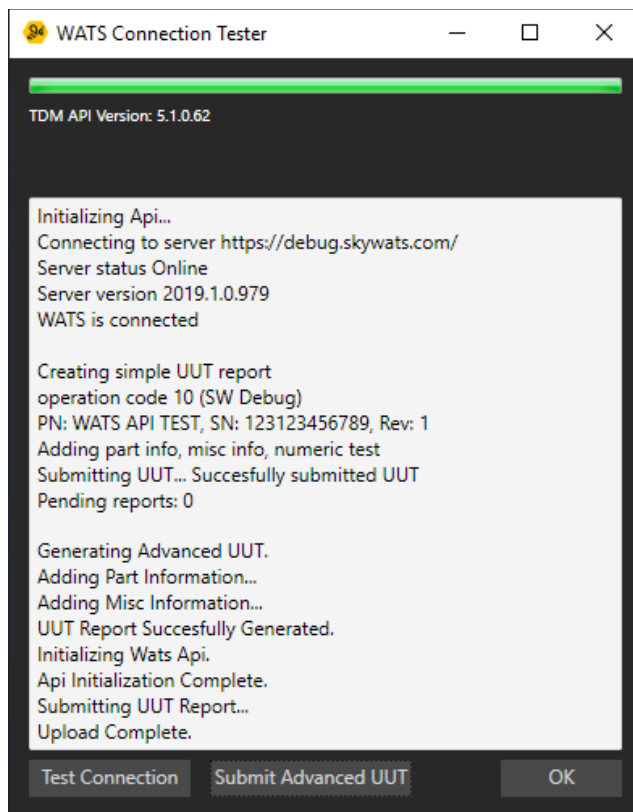 WATS Connection Tester
TDM API Version: 5.1.0.62
Initializing Api...
Connecting to server https://debug.skywats.com/
Server status Online
Server version 2019.1.0.979
WATS is connected
Creating simple UUT report
operation code 10 (SW Debug)
PN: WATS API TEST, SN: 123123456789, Rev: 1
Adding part info, misc info, numeric test
Submitting UUT... Succesfully submitted UUT
Pending reports: 0
Generating Advanced UUT.
Adding Part Information...
Adding Misc Information...
UUT Report Succesfully Generated.
Initializing Wats Api.
Api Initialization Complete.
Submitting UUT Report...
Upload Complete.
Test Connection Submit Advanced UUT OK